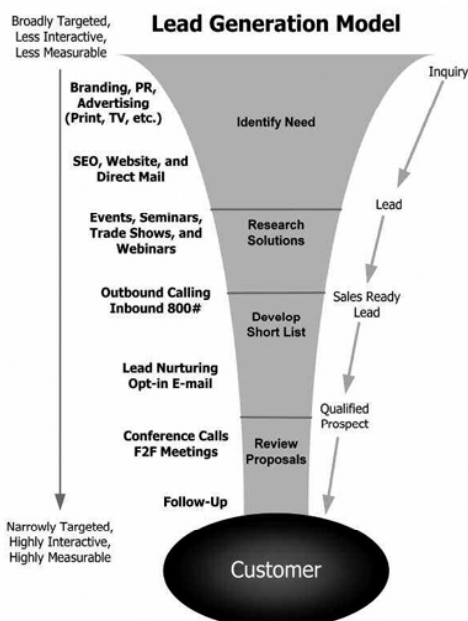 Lead Generation Model
Broadly Targeted,
Less Interactive,
Less Measurable
Branding, PR,
Advertising
(Print, TV, etc.)
SEO, Website, and
Direct Mail
Events, Seminars,
Trade Shows, and
Webinars
Outbound Calling
Inbound 800#
Lead Nurturing
Opt-in E-mail
Conference Calls
F2F Meetings
Follow-Up
Narrowly Targeted,
Highly Interactive,
Highly Measurable
Identify Need
Research
Solutions
Develop
Short List
Review
Proposals
Inquiry
Lead
Sales Ready
Lead
Qualified
Prospect
Customer